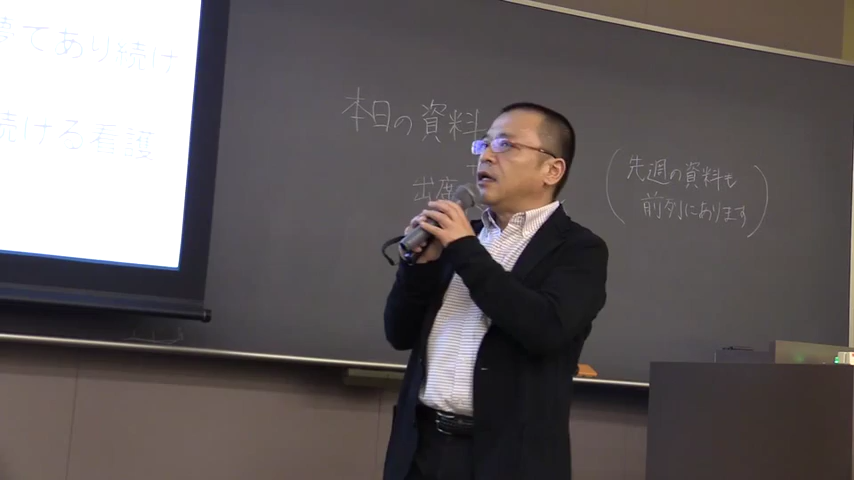 夢であり続け
続ける看護
本日の資料
出席
(先週の資料も
前列にあります)